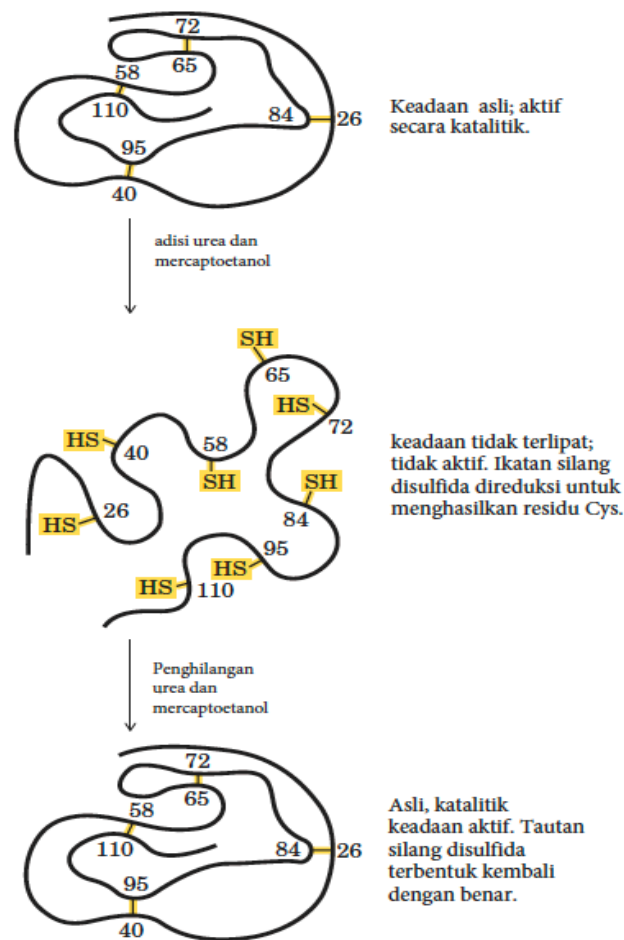 72
65
58
110
84
26
95
40
Keadaan asli; aktif
secara katalitik.
adisi urea dan
mercaptoetanol
SH
65
HS
72
HS
40
58
SH
SH
84
HS
26
95
HS
HS
110
keadaan tidak terlipat;
tidak aktif. Ikatan silang
disulfida direduksi untuk
menghasilkan residu Cys.
Penghilangan
urea dan
mercaptoetanol
72
65
58
110
84
26
95
40
Asli, katalitik
keadaan aktif. Tautan
silang disulfida
terbentuk kembali
dengan benar.